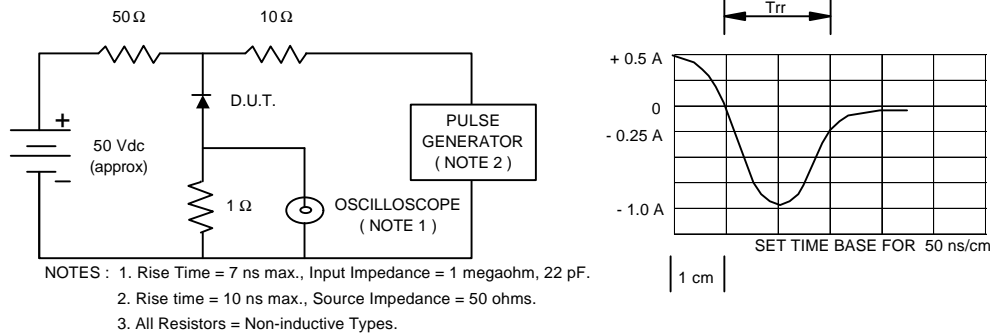 50 Ω
10 Ω
D.U.T.
+
50 Vdc
(approx)
−
1 Ω
OSCILLOSCOPE
( NOTE 1 )
PULSE
GENERATOR
( NOTE 2 )
Trr
+ 0.5 A
0
- 0.25 A
- 1.0 A
SET TIME BASE FOR 50 ns/cm
1 cm
NOTES : 1. Rise Time = 7 ns max., Input Impedance = 1 megaohm, 22 pF.
2. Rise time = 10 ns max., Source Impedance = 50 ohms.
3. All Resistors = Non-inductive Types.